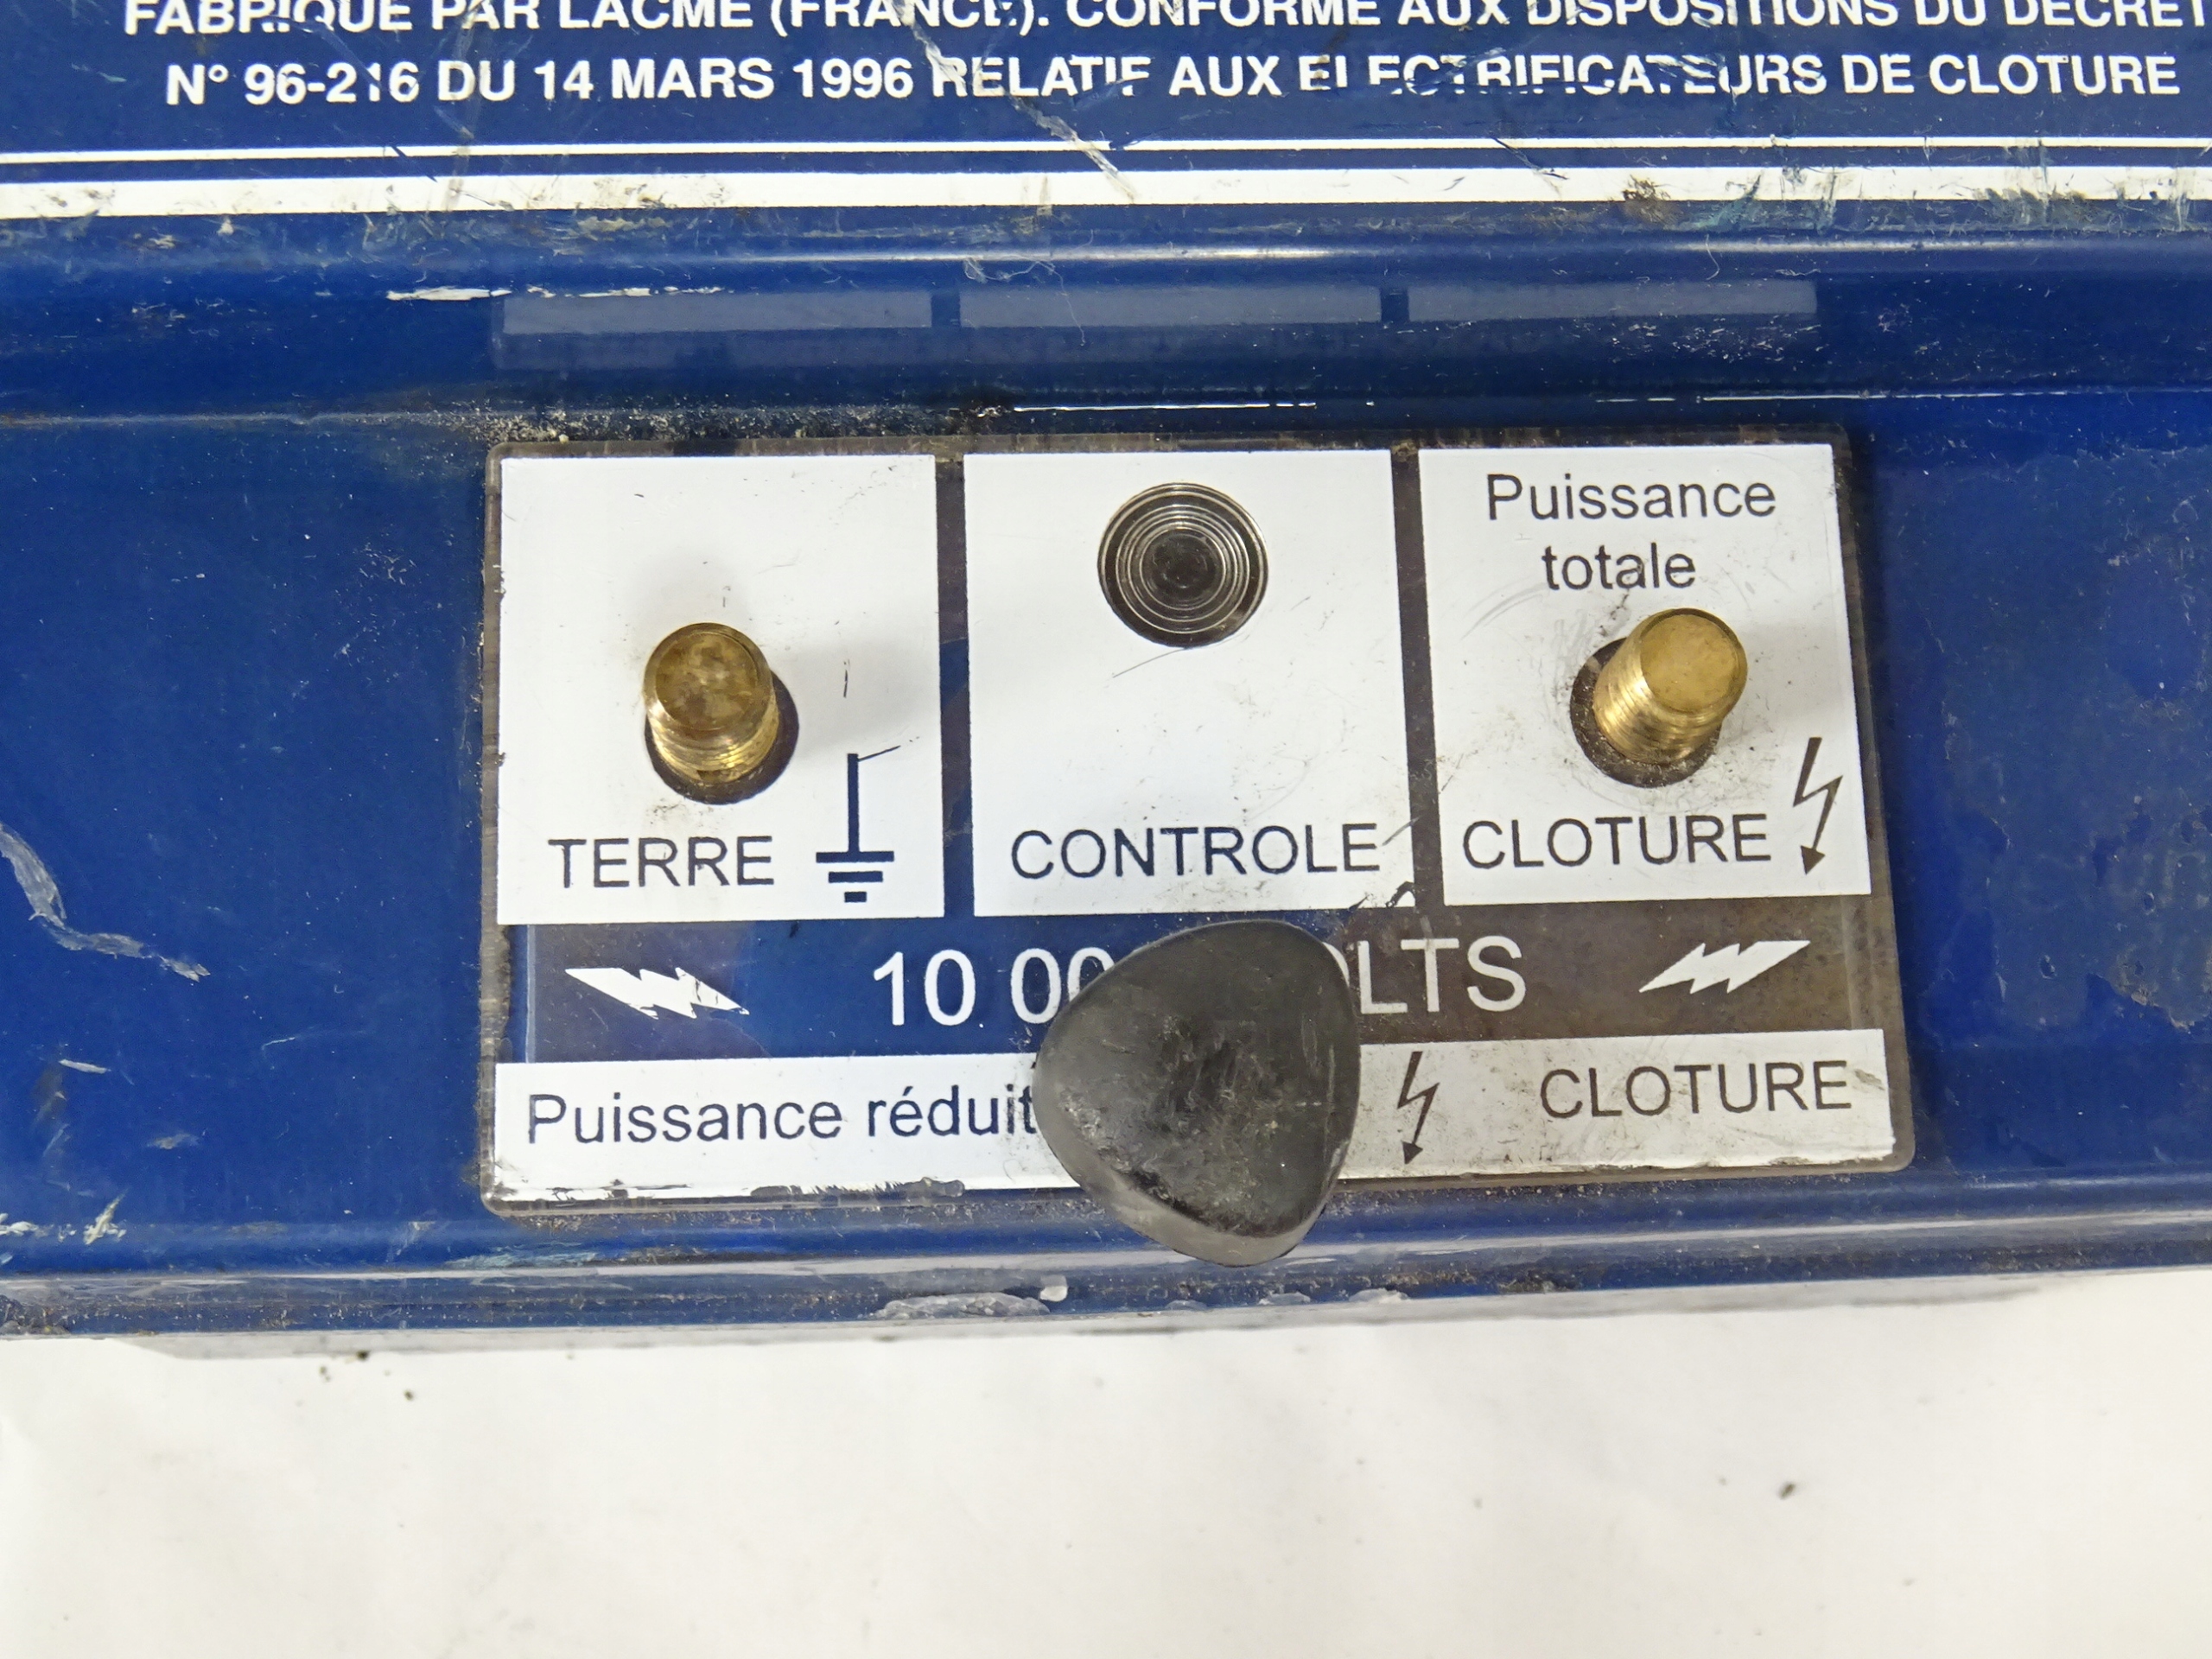 FABRIQUE PAR LACME (FRANCE). CONFORME AUX DISPOSITIONS DU DECRET
N° 96-216 DU 14 MARS 1996 RELATIF AUX ELECTRIFICATEURS DE CLOTURE
Puissance
totale
TERRE
CONTROLE
CLOTURE
10 00 OLTS
Puissance réduit
CLOTURE